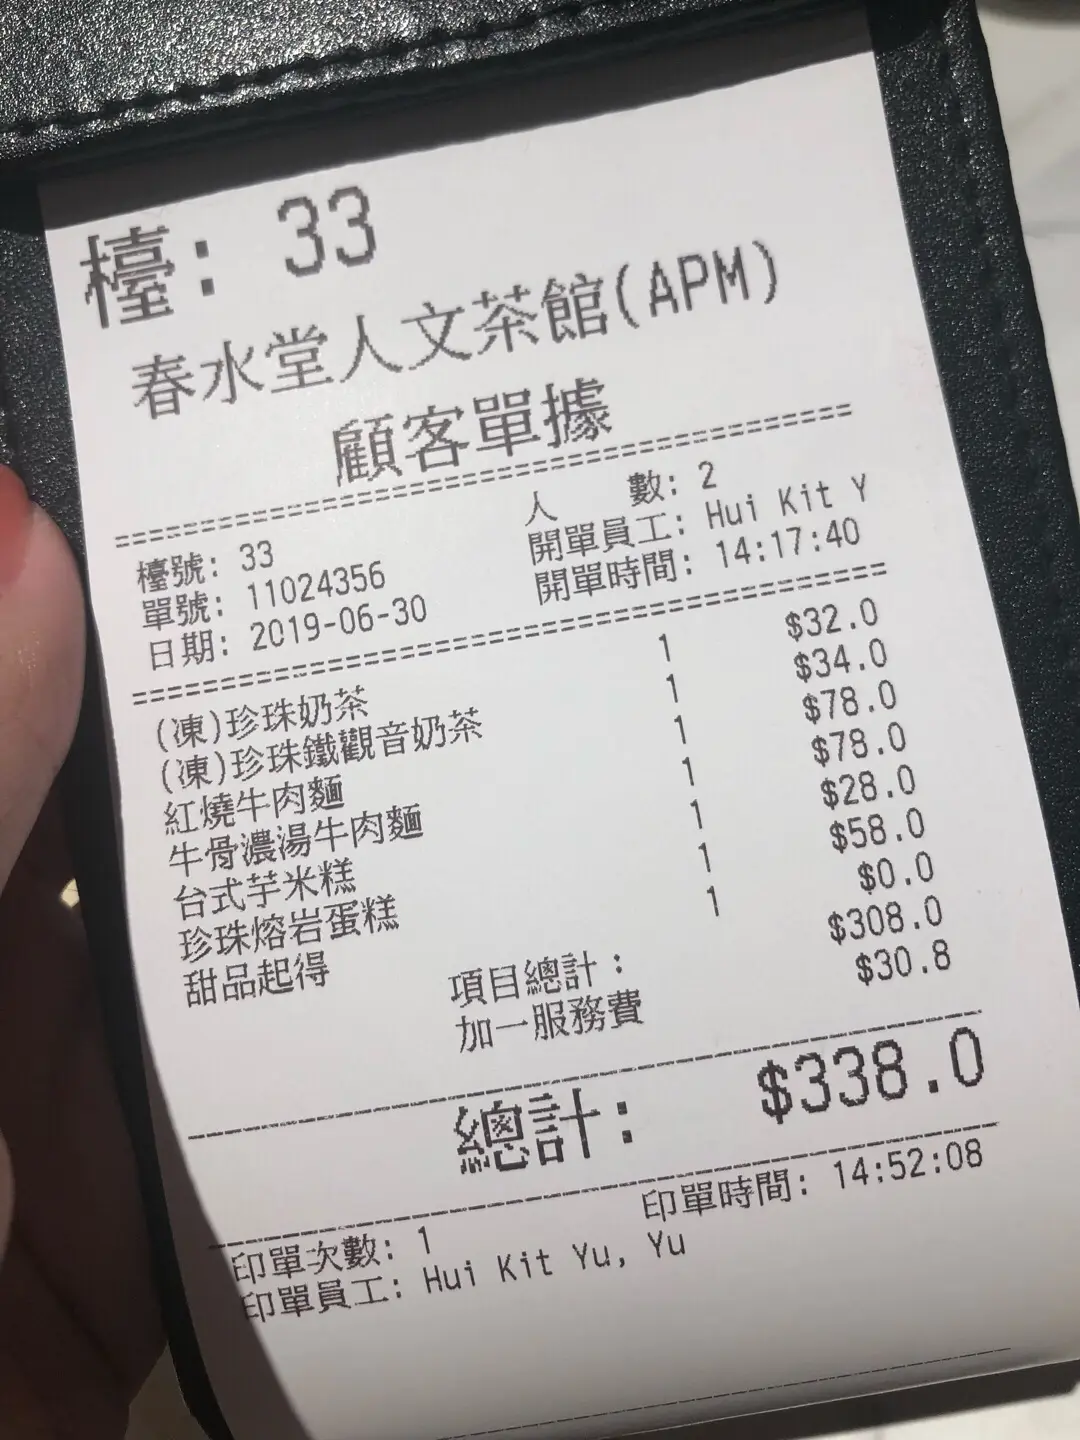 檯: 33
春水堂人文茶館(APM)
顧客單據
檯號: 33 人 數: 2
單號: 11024356 開單員工: Hui Kit Y
日期: 2019-06-30 開單時間: 14:17:40
(凍)珍珠奶茶 1 $32.0
(凍)珍珠鐵觀音奶茶 1 $34.0
紅燒牛肉麵 1 $78.0
牛骨濃湯牛肉麵 1 $78.0
台式芋米糕 1 $28.0
珍珠熔岩蛋糕 1 $58.0
甜品起得 1 $0.0
項目總計: $308.0
加一服務費 $30.8
總計: $338.0
印單時間: 14:52:08
印單次數: 1
印單員工: Hui Kit Yu, Yu